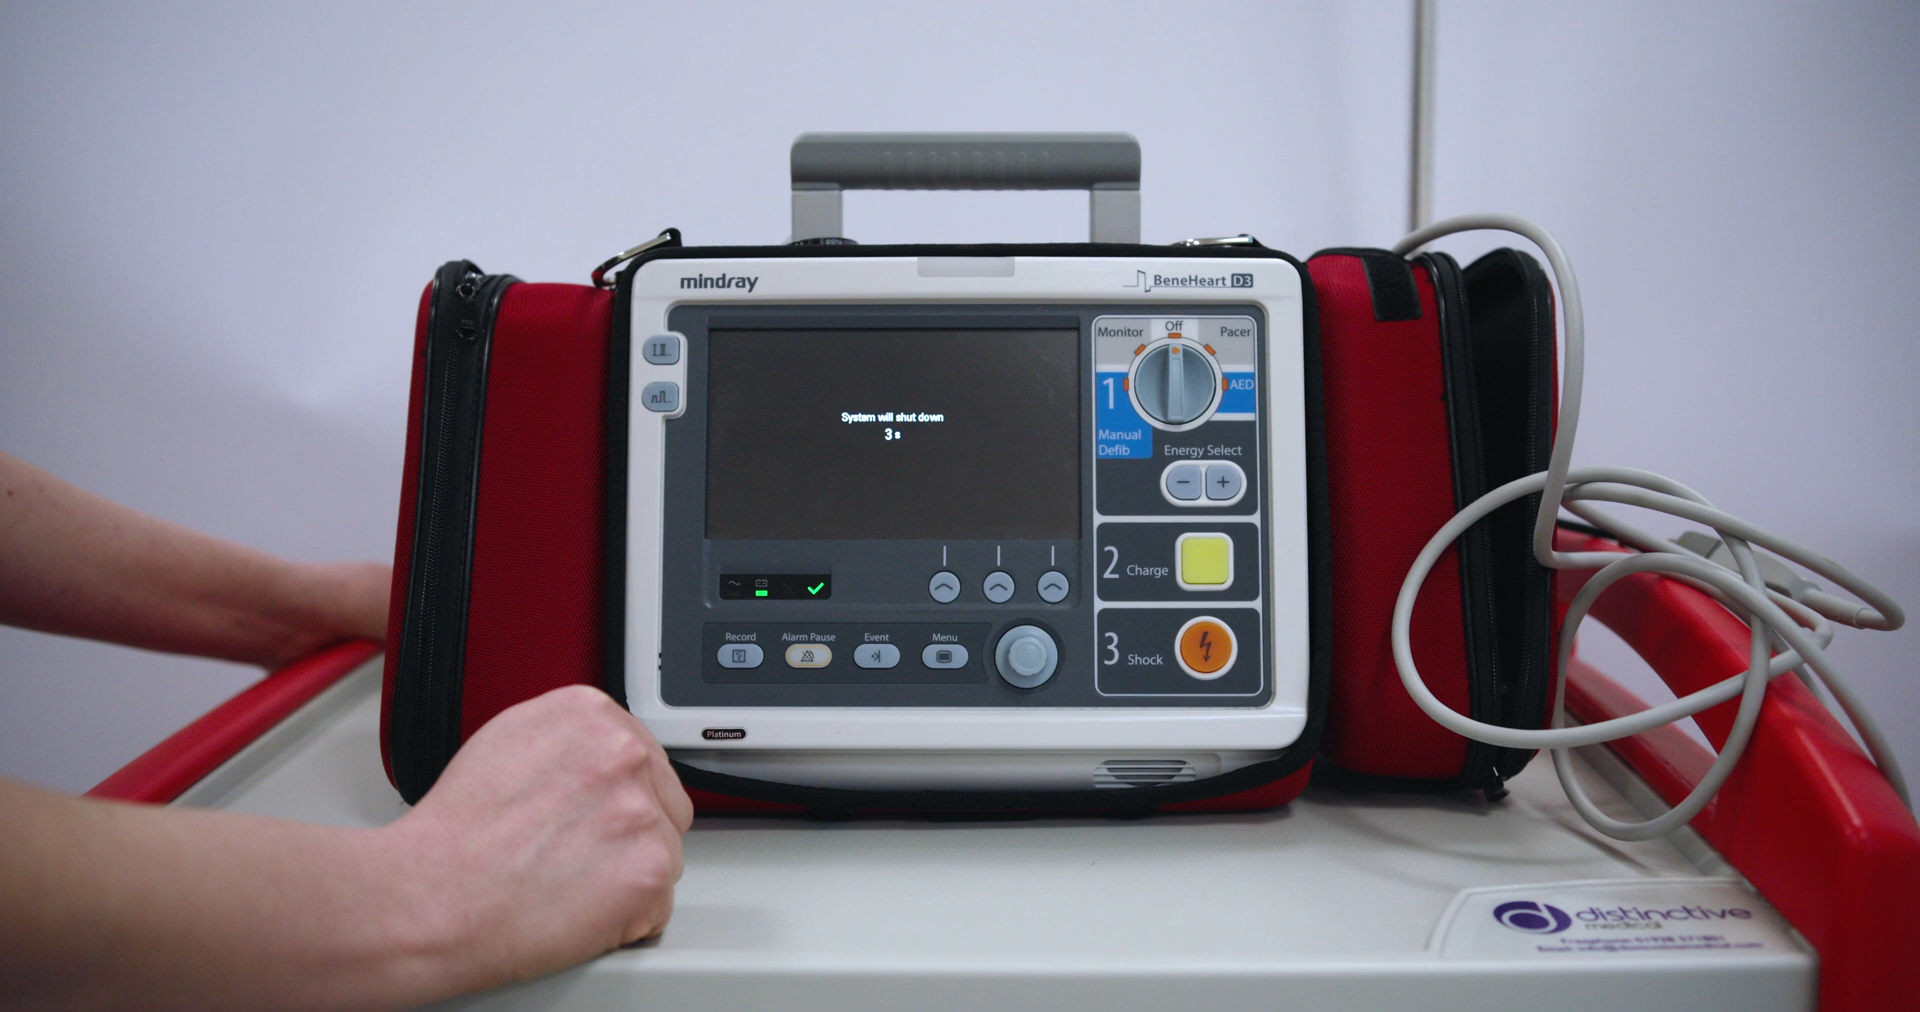 mindray
BeneHeart D3
Monitor
Off
Pacer
1
AED
Manual
Defib
Energy Select
− +
System will shut down
3 s
2 Charge
3 Shock
Record
Alarm Pause
Event
Menu
Platinum
distinctive
medical